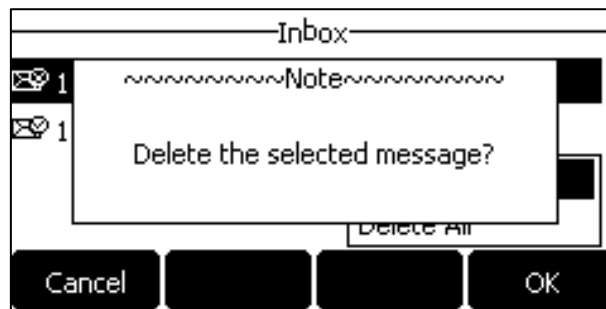 Inbox
1
~~~~~~~~Note~~~~~~~~
1
Delete the selected message?
Delete All
Cancel OK